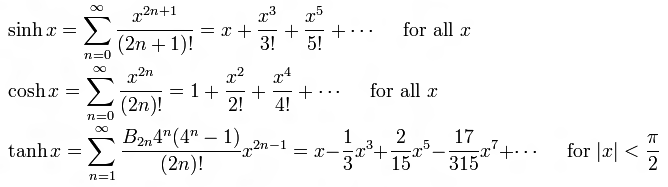 sinh x = ∑_{n=0}^{∞} x^{2n+1}/(2n+1)! = x + x^3/3! + x^5/5! + ⋯ for all x
cosh x = ∑_{n=0}^{∞} x^{2n}/(2n)! = 1 + x^2/2! + x^4/4! + ⋯ for all x
tanh x = ∑_{n=1}^{∞} B_{2n}4^n(4^n − 1)/(2n)! x^{2n−1} = x − 1/3 x^3 + 2/15 x^5 − 17/315 x^7 + ⋯ for |x| < π/2